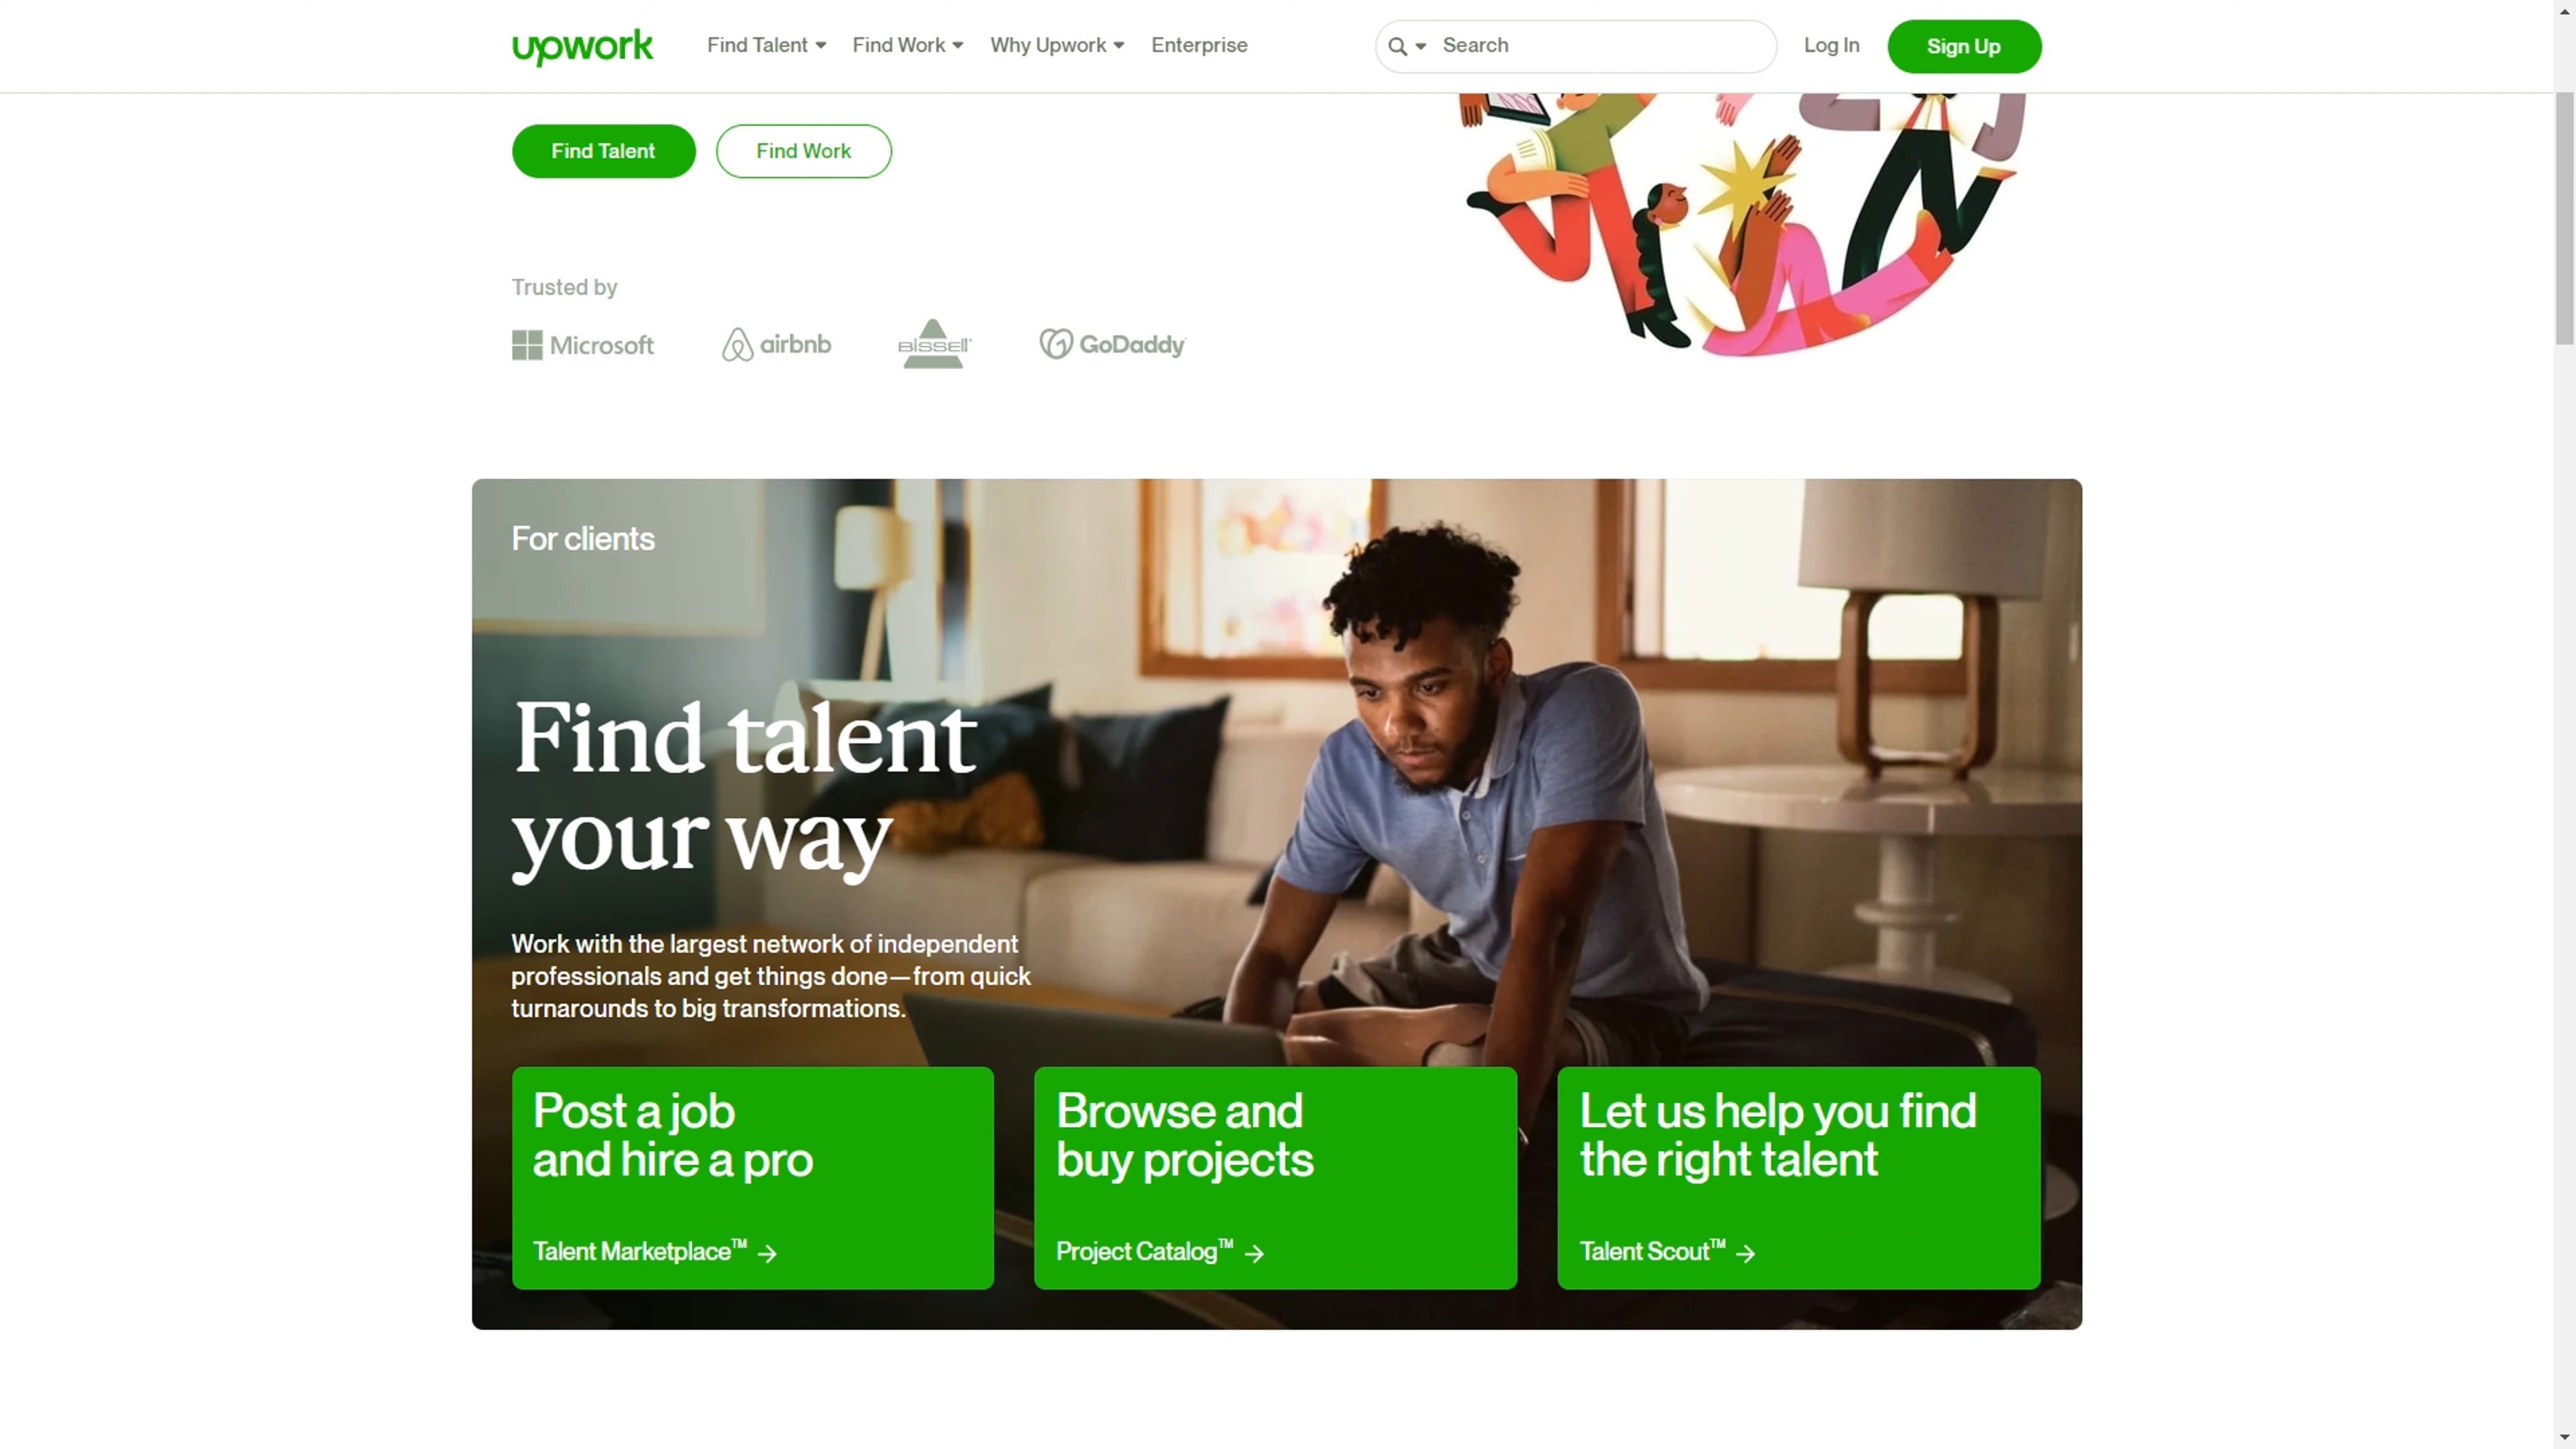 upwork Find Talent Find Work Why Upwork Enterprise Search Log In Sign Up
Find Talent Find Work
Trusted by
Microsoft airbnb BISSELL GoDaddy
For clients
Find talent
your way
Work with the largest network of independent
professionals and get things done—from quick
turnarounds to big transformations.
Post a job
and hire a pro
Talent Marketplace™ →
Browse and
buy projects
Project Catalog™ →
Let us help you find
the right talent
Talent Scout™ →